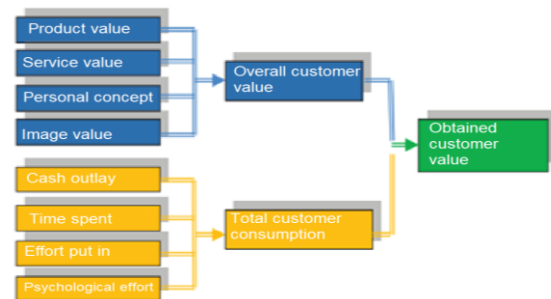 Product value
Service value
Personal concept
Image value
Overall customer
value
Cash outlay
Time spent
Effort put in
Psychological effort
Total customer
consumption
Obtained
customer
value